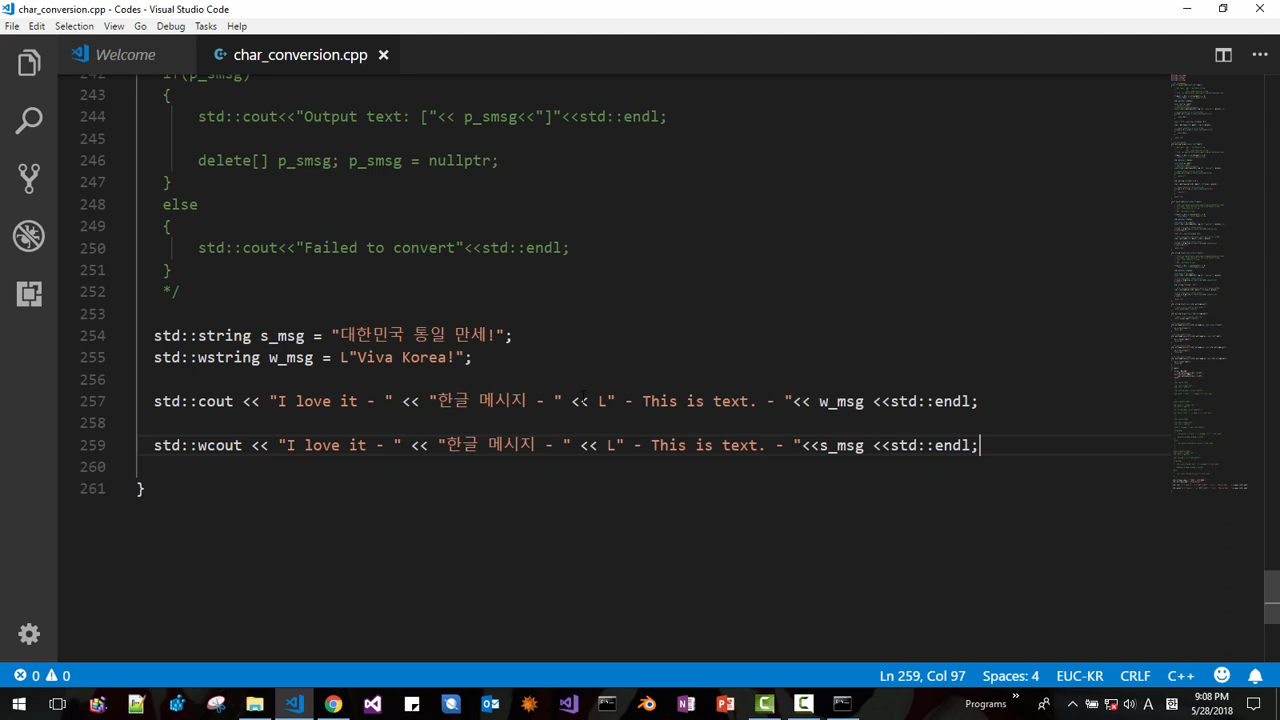 char_conversion.cpp - Codes - Visual Studio Code
File Edit Selection View Go Debug Tasks Help
Welcome char_conversion.cpp
242 if(p_smsg)
243 {
244 std::cout<<"Output text: ["<< p_smsg<<"]"<<std::endl;
245
246 delete[] p_smsg; p_smsg = nullptr;
247 }
248 else
249 {
250 std::cout<<"Failed to convert"<<std::endl;
251 }
252 */
253
254 std::string s_msg = "대한민국 통일 만세!";
255 std::wstring w_msg = L"Viva Korea!";
256
257 std::cout << "I love it - " << "한글 메시지 - " << L" - This is text. - "<< w_msg <<std::endl;
258
259 std::wcout << "I love it - " << "한글 메시지 - " << L" - This is text. - "<<s_msg <<std::endl;
260
261 }
0 0 Ln 259, Col 97 Spaces: 4 EUC-KR CRLF C++
Programs A 9:08 PM
5/28/2018